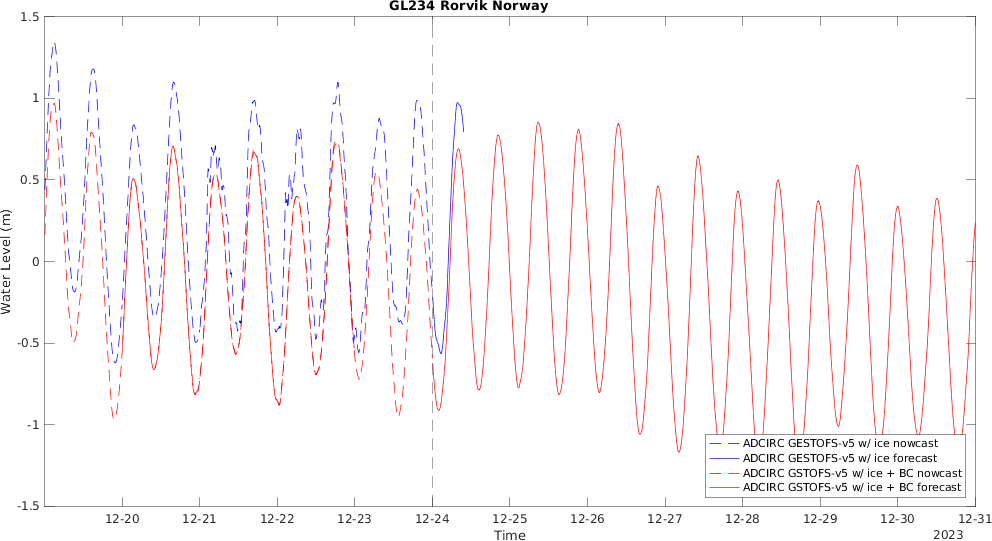 GL234 Rorvik Norway
1.5
1
0.5
0
-0.5
-1
-1.5
Water Level (m)
ADCIRC GESTOFS-v5 w/ ice nowcast
ADCIRC GESTOFS-v5 w/ ice forecast
ADCIRC GSTOFS-v5 w/ ice + BC nowcast
ADCIRC GSTOFS-v5 w/ ice + BC forecast
12-20 12-21 12-22 12-23 12-24 12-25 12-26 12-27 12-28 12-29 12-30 12-31
Time
2023